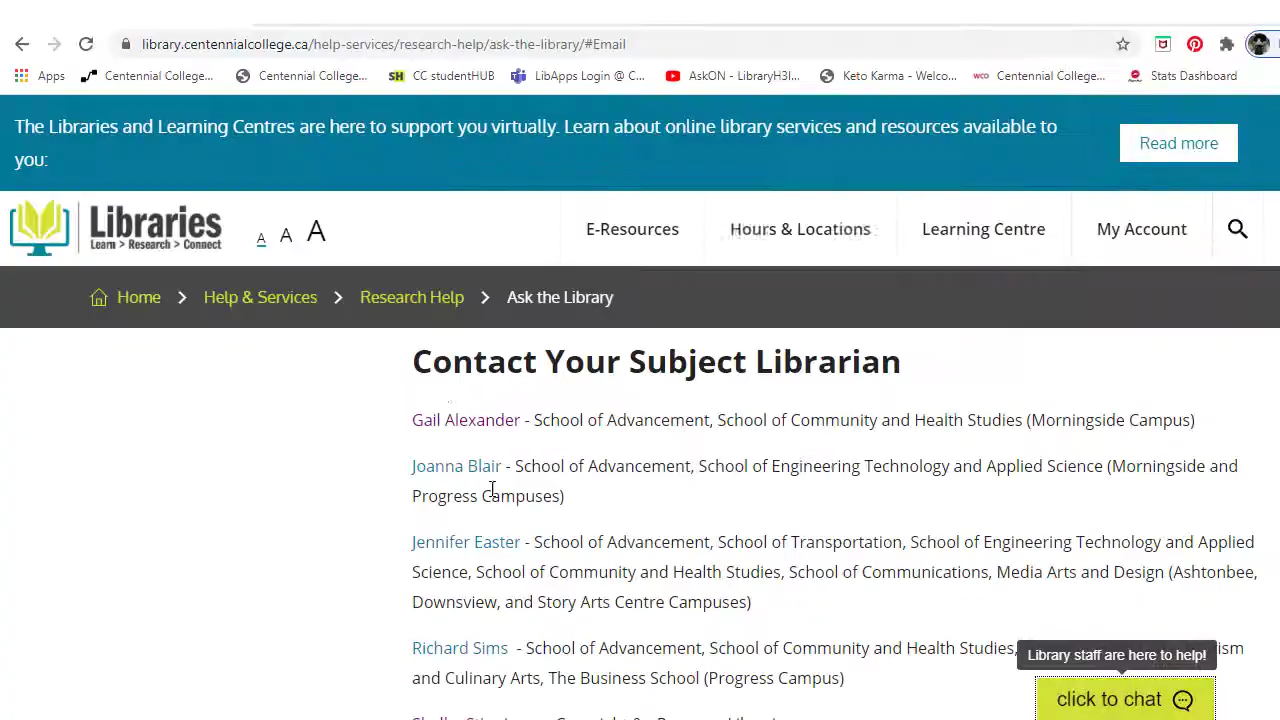 library.centennialcollege.ca/help-services/research-help/ask-the-library/#Email
Apps Centennial College... Centennial College... CC studentHUB LibApps Login @ C... AskON - LibraryH3l... Keto Karma - Welco... Centennial College... Stats Dashboard
The Libraries and Learning Centres are here to support you virtually. Learn about online library services and resources available to
you:
Read more
Libraries
Learn > Research > Connect
A A A
E-Resources Hours & Locations Learning Centre My Account
Home > Help & Services > Research Help > Ask the Library
Contact Your Subject Librarian
Gail Alexander - School of Advancement, School of Community and Health Studies (Morningside Campus)
Joanna Blair - School of Advancement, School of Engineering Technology and Applied Science (Morningside and
Progress Campuses)
Jennifer Easter - School of Advancement, School of Transportation, School of Engineering Technology and Applied
Science, School of Community and Health Studies, School of Communications, Media Arts and Design (Ashtonbee,
Downsview, and Story Arts Centre Campuses)
Richard Sims - School of Advancement, School of Community and Health Studies,
and Culinary Arts, The Business School (Progress Campus)
Library staff are here to help!
click to chat